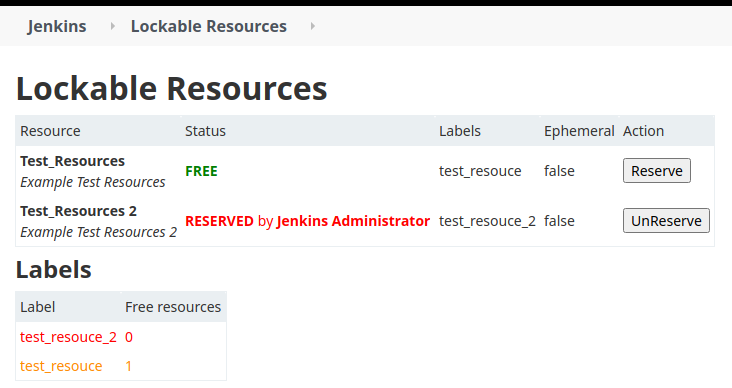 Jenkins Lockable Resources
Lockable Resources
Resource Status Labels Ephemeral Action
Test_Resources
Example Test Resources
FREE test_resouce false Reserve
Test_Resources 2
Example Test Resources 2
RESERVED by Jenkins Administrator test_resouce_2 false UnReserve
Labels
Label Free resources
test_resouce_2 0
test_resouce 1